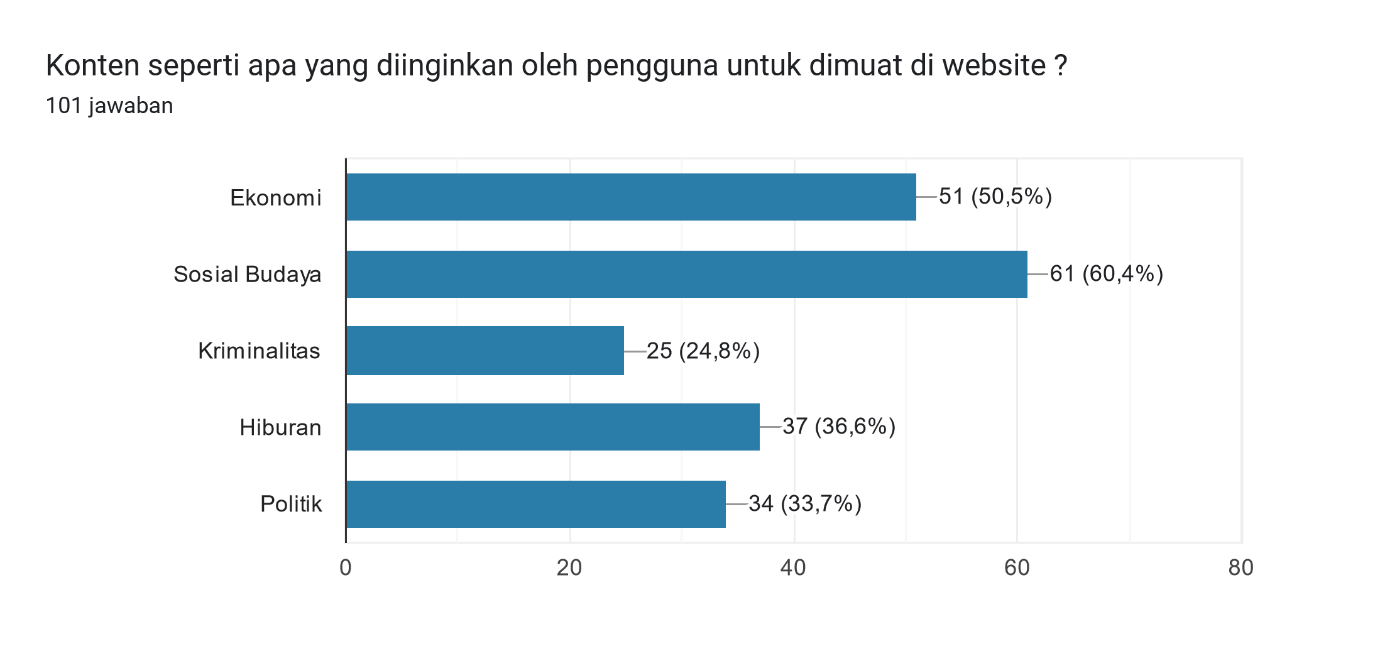 Konten seperti apa yang diinginkan oleh pengguna untuk dimuat di website ?
101 jawaban
Ekonomi 51 (50,5%)
Sosial Budaya 61 (60,4%)
Kriminalitas 25 (24,8%)
Hiburan 37 (36,6%)
Politik 34 (33,7%)
0 20 40 60 80